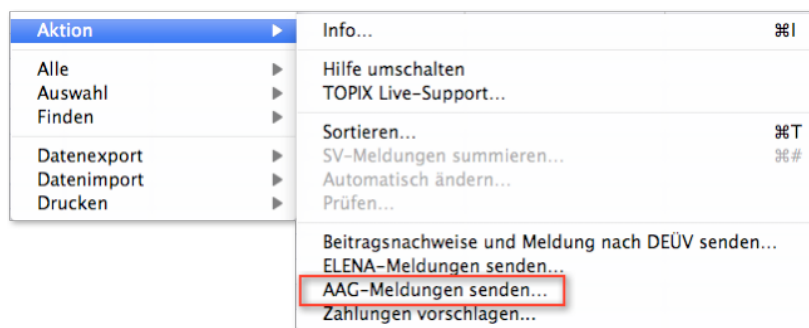 Aktion
Alle
Auswahl
Finden
Datenexport
Datenimport
Drucken
Info... ⌘I
Hilfe umschalten
TOPIX Live-Support...
Sortieren... ⌘T
SV-Meldungen summieren... ⌘#
Automatisch ändern...
Prüfen...
Beitragsnachweise und Meldung nach DEÜV senden...
ELENA-Meldungen senden...
AAG-Meldungen senden...
Zahlungen vorschlagen...